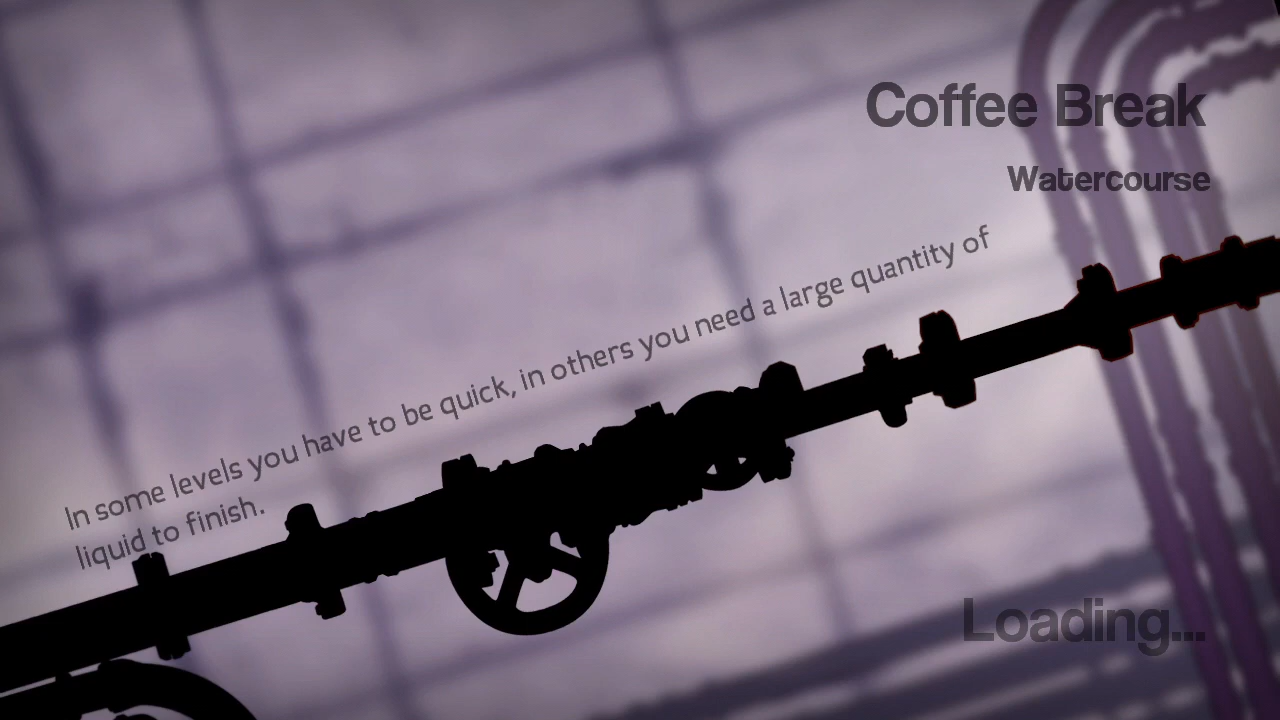 Coffee Break
Watercourse
In some levels you have to be quick, in others you need a large quantity of
liquid to finish.
Loading...